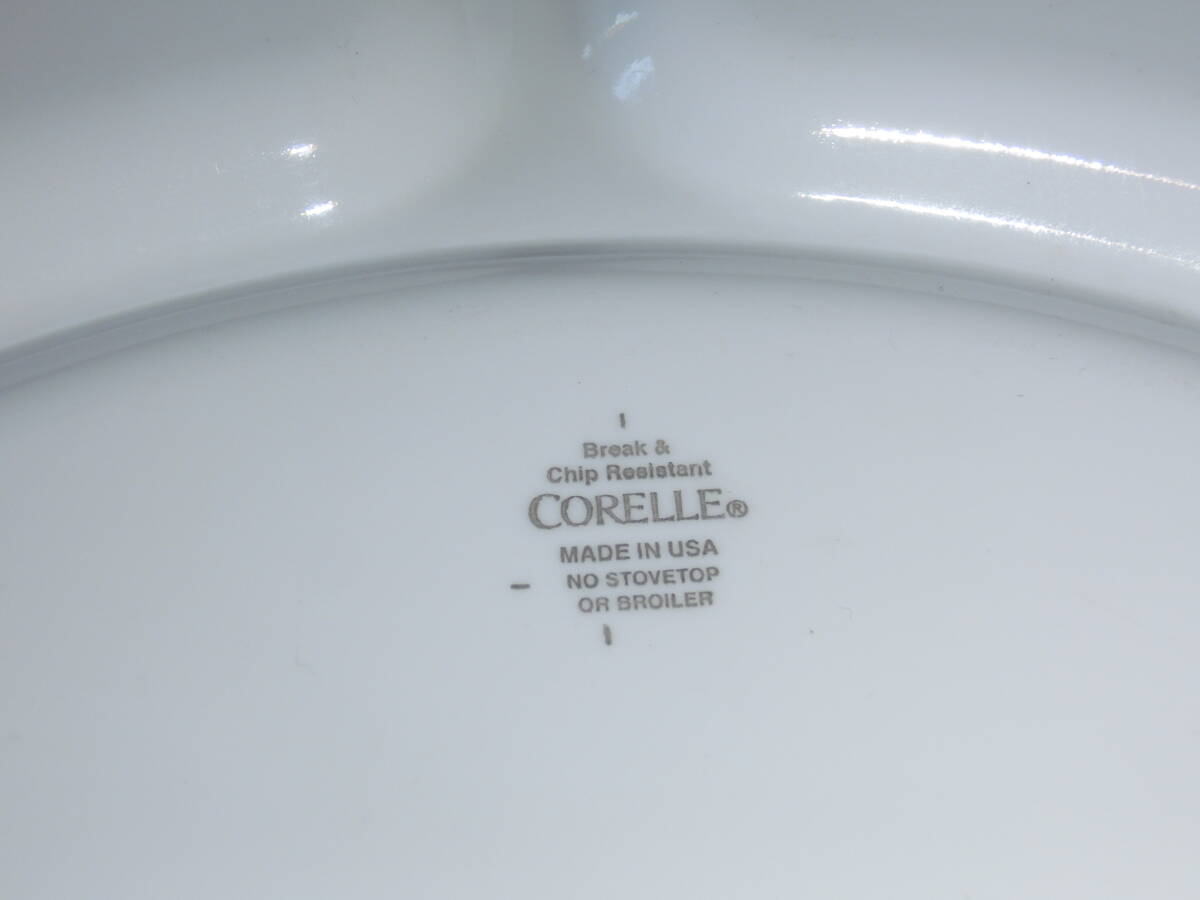 Break &
Chip Resistant
CORELLE®
MADE IN USA
NO STOVETOP
OR BROILER